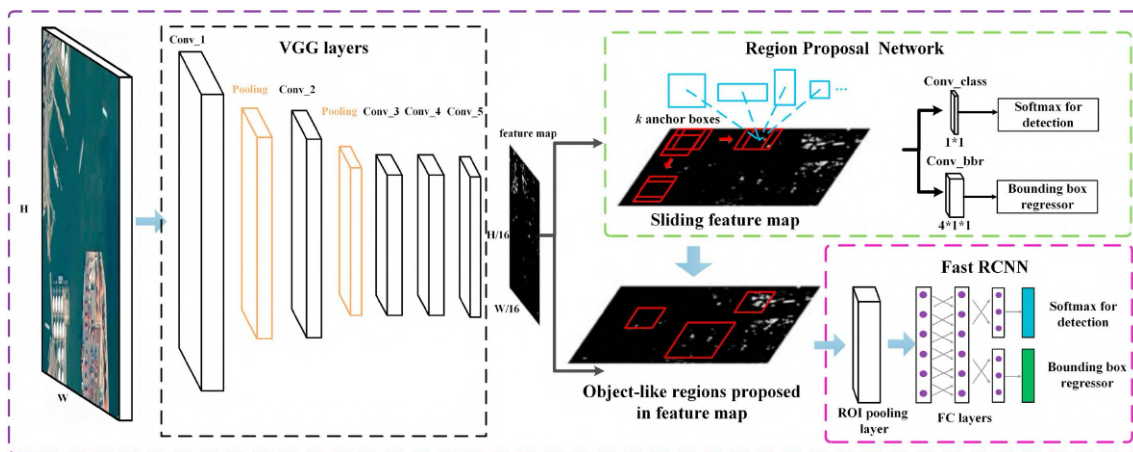 VGG layers
Conv_1
Pooling
Conv_2
Pooling
Conv_3
Conv_4
Conv_5
H
W
feature map
H/16
W/16
Region Proposal Network
...
k anchor boxes
Sliding feature map
Conv_class
1*1
Softmax for
detection
Conv_bbr
4*1*1
Bounding box
regressor
Object-like regions proposed
in feature map
Fast RCNN
ROI pooling
layer
FC layers
Softmax for
detection
Bounding box
regressor